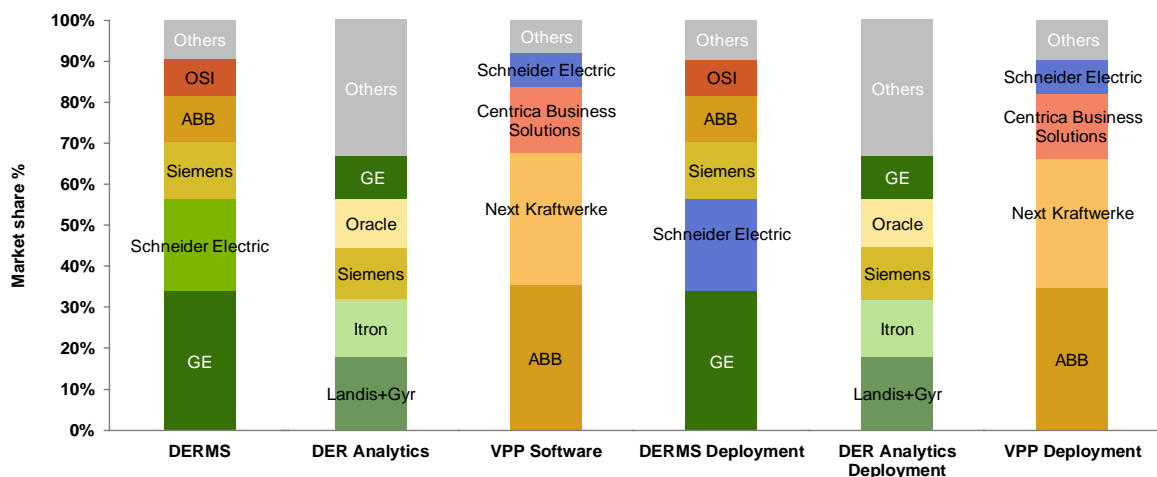 Market share %
100%
90%
80%
70%
60%
50%
40%
30%
20%
10%
0%
Others
OSI
ABB
Siemens
Schneider Electric
GE
DERMS
Others
GE
Oracle
Siemens
Itron
Landis+Gyr
DER Analytics
Others
Schneider Electric
Centrica Business
Solutions
Next Kraftwerke
ABB
VPP Software
Others
OSI
ABB
Siemens
Schneider Electric
GE
DERMS Deployment
Others
GE
Oracle
Siemens
Itron
Landis+Gyr
DER Analytics
Deployment
Others
Schneider Electric
Centrica Business
Solutions
Next Kraftwerke
ABB
VPP Deployment